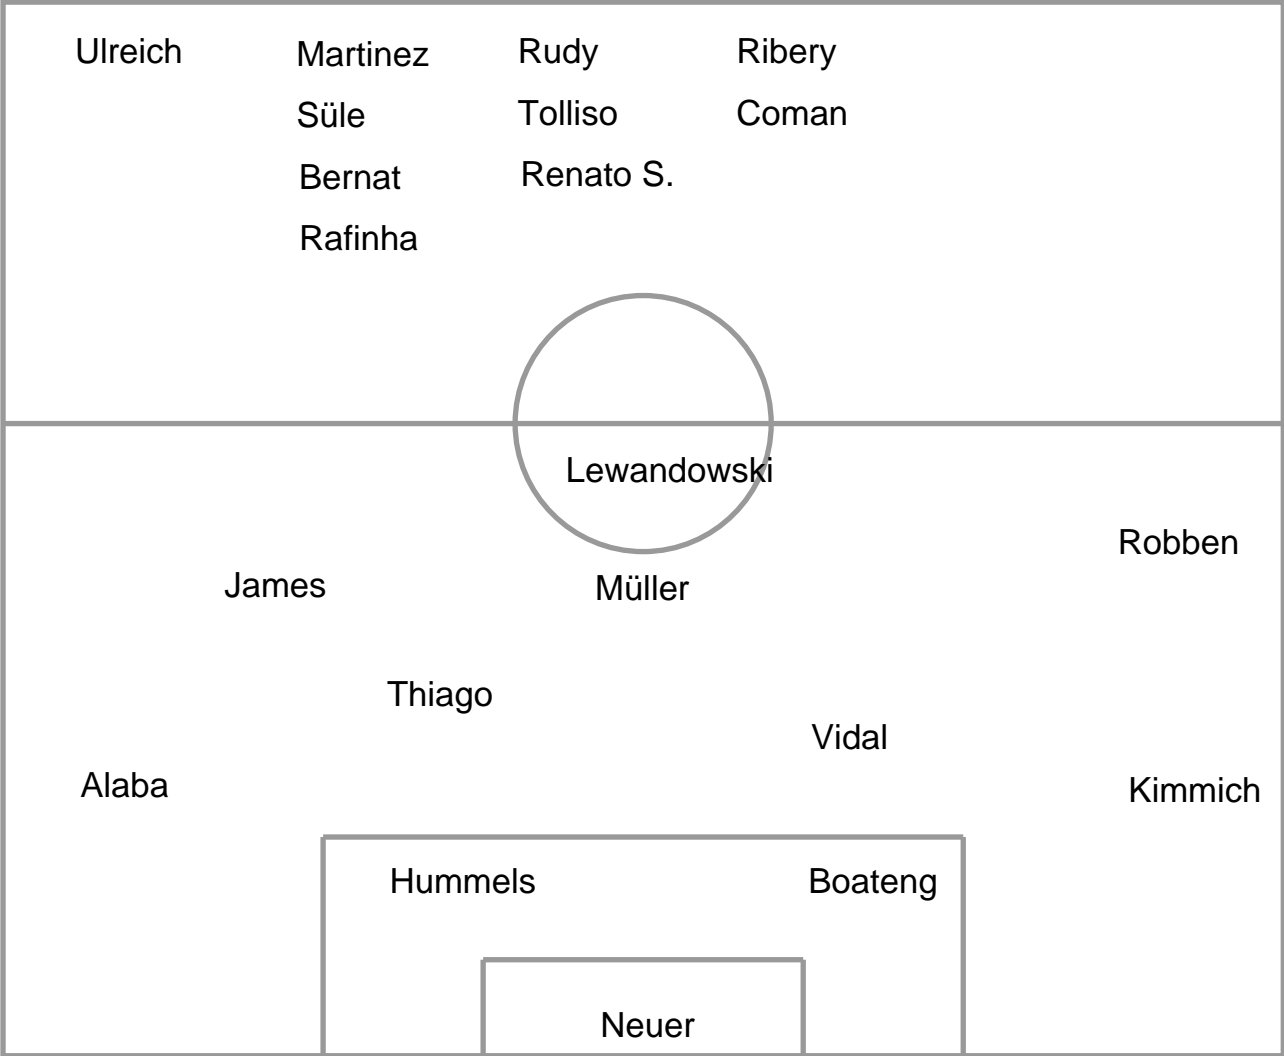 Ulreich
Martinez
Süle
Bernat
Rafinha
Rudy
Tolliso
Renato S.
Ribery
Coman
Lewandowski
Robben
James
Müller
Thiago
Vidal
Alaba
Kimmich
Hummels
Boateng
Neuer